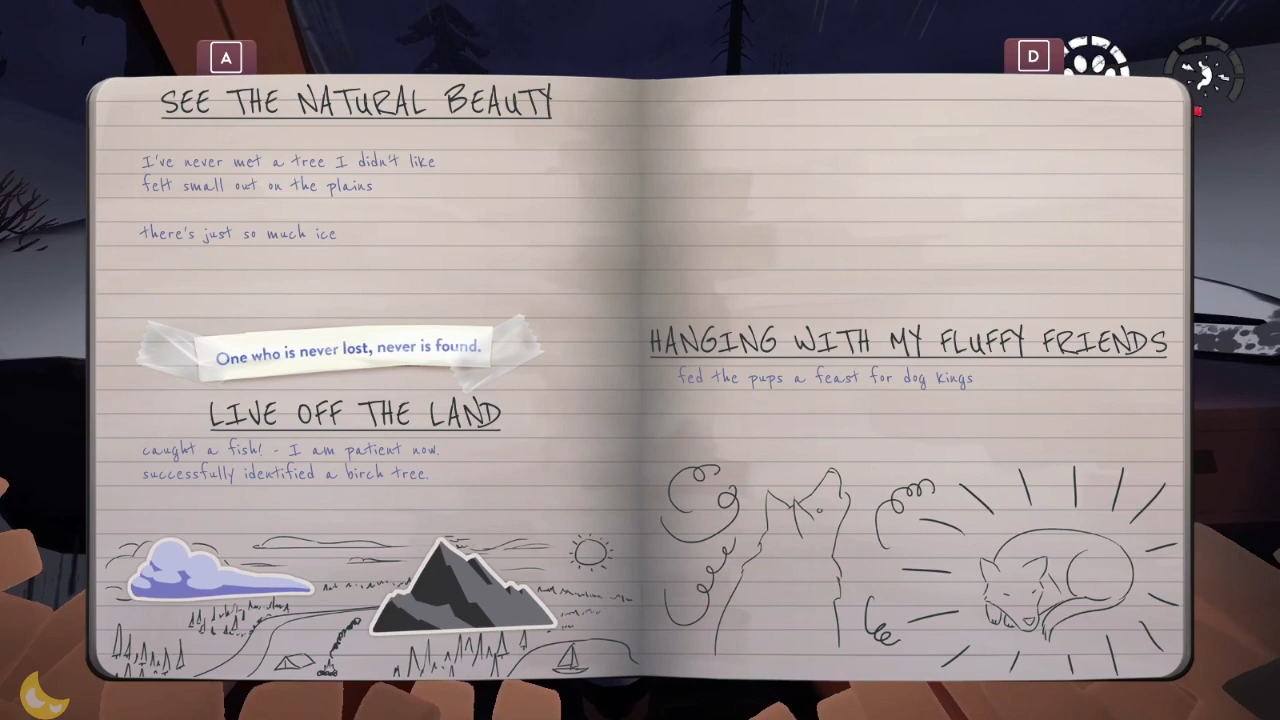 A
D
SEE THE NATURAL BEAUTY
I've never met a tree I didn't like
felt small out on the plains
there's just so much ice
One who is never lost, never is found.
LIVE OFF THE LAND
caught a fish! - I am patient now.
successfully identified a birch tree.
HANGING WITH MY FLUFFY FRIENDS
fed the pups a feast for dog kings